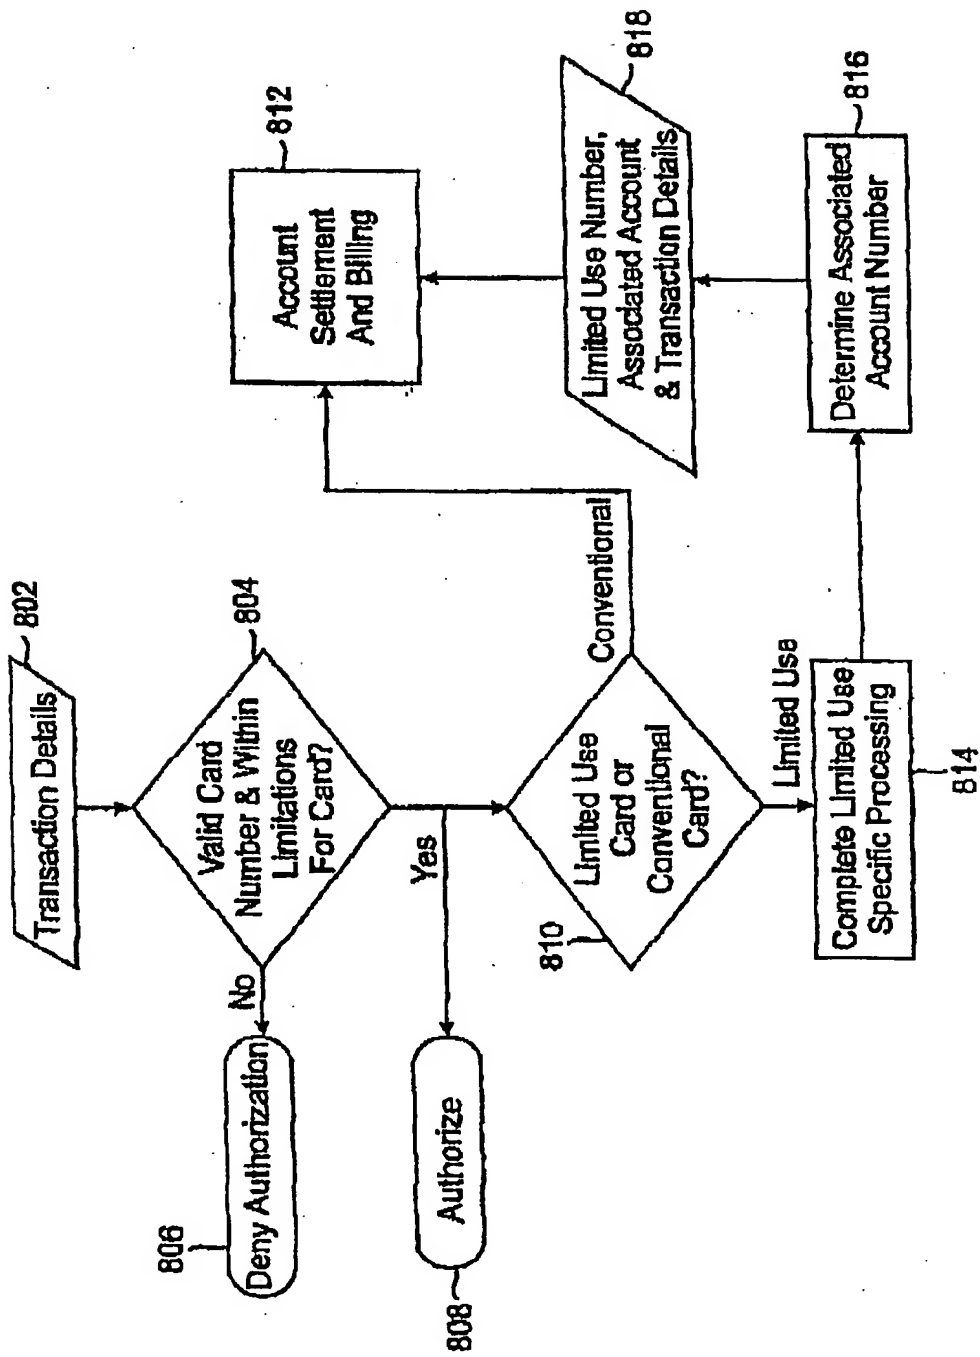 802
Transaction Details
804
Valid Card
Number & Within
Limitations
For Card?
No
806
Deny Authorization
Yes
808
Authorize
810
Limited Use
Card or
Conventional
Card?
Conventional
812
Account
Settlement
And Billing
Limited Use
Complete Limited Use
Specific Processing
814
Determine Associated
Account Number
816
Limited Use Number,
Associated Account
& Transaction Details
818